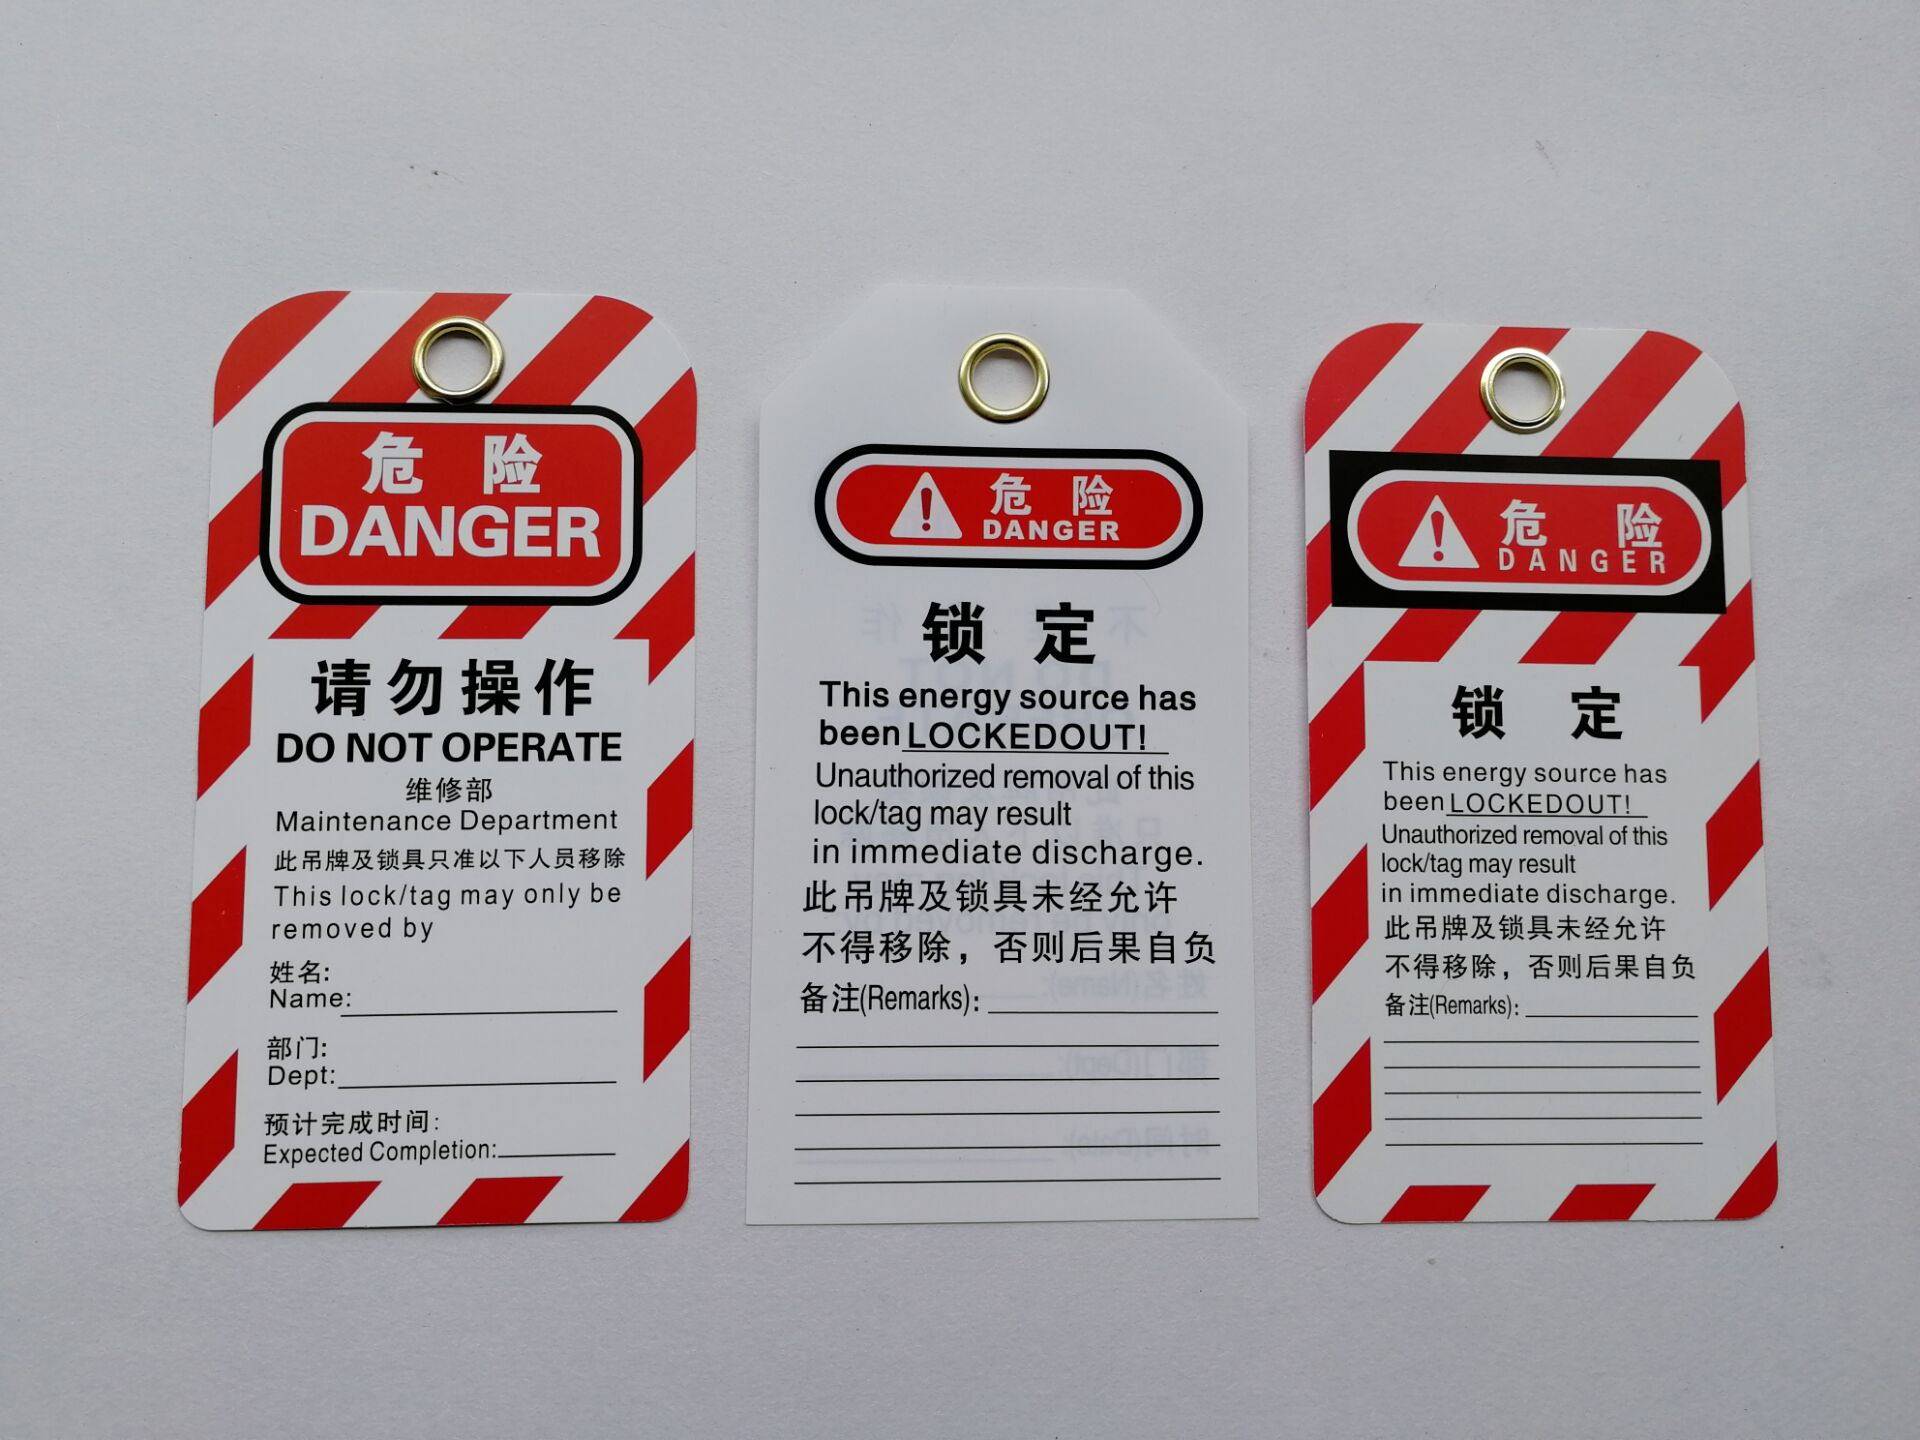 危 险
DANGER
请勿操作
DO NOT OPERATE
维修部
Maintenance Department
此吊牌及锁具只准以下人员移除
This lock/tag may only be
removed by
姓名:
Name:
部门:
Dept:
预计完成时间:
Expected Completion:
危 险
DANGER
锁 定
This energy source has
been LOCKEDOUT!
Unauthorized removal of this
lock/tag may result
in immediate discharge.
此吊牌及锁具未经允许
不得移除，否则后果自负
备注(Remarks):
危 险
DANGER
锁 定
This energy source has
been LOCKEDOUT!
Unauthorized removal of this
lock/tag may result
in immediate discharge.
此吊牌及锁具未经允许
不得移除，否则后果自负
备注(Remarks):